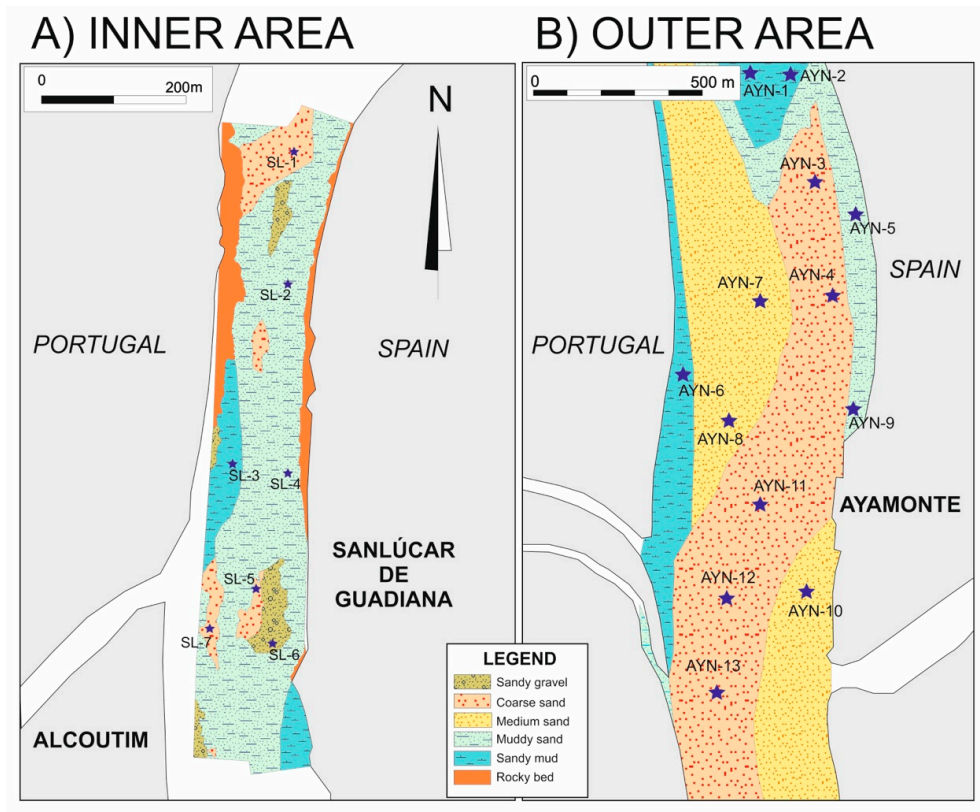 A) INNER AREA
0 200m
N
SL-1
SL-2
PORTUGAL
SPAIN
SL-3
SL-4
SANLÚCAR
DE
GUADIANA
SL-5
SL-7
SL-6
ALCOUTIM
LEGEND
Sandy gravel
Coarse sand
Medium sand
Muddy sand
Sandy mud
Rocky bed
B) OUTER AREA
0 500 m
AYN-1
AYN-2
AYN-3
AYN-5
SPAIN
AYN-4
AYN-7
PORTUGAL
AYN-6
AYN-8
AYN-9
AYN-11
AYAMONTE
AYN-12
AYN-10
AYN-13